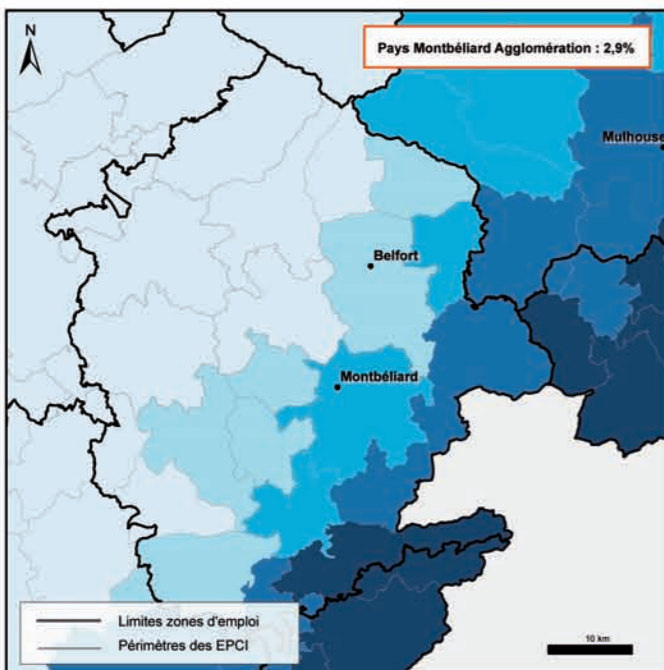 N
Pays Montbéliard Agglomération : 2,9%
Mulhouse
Belfort
Montbéliard
Limites zones d'emploi
Périmètres des EPCI
10 km